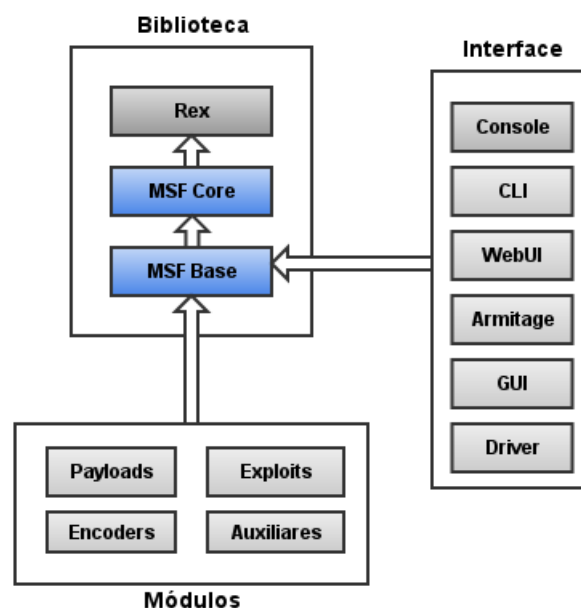 Biblioteca
Rex
MSF Core
MSF Base
Interface
Console
CLI
WebUI
Armitage
GUI
Driver
Payloads
Exploits
Encoders
Auxiliares
Módulos